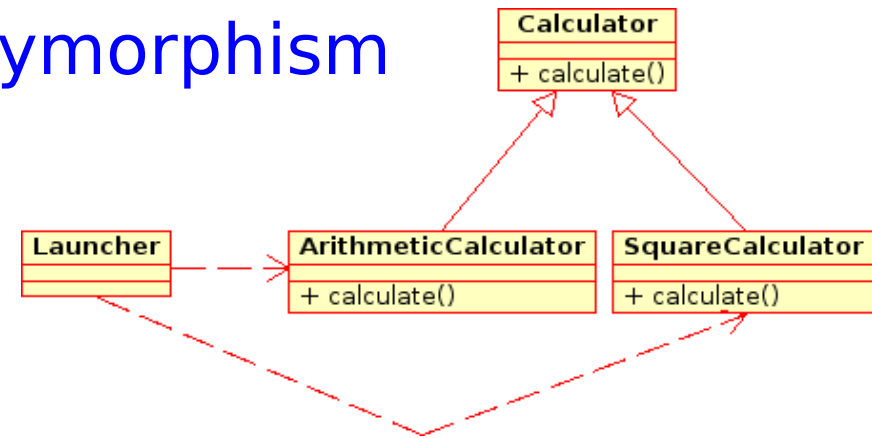 ymorphism
Calculator
+ calculate()
Launcher
ArithmeticCalculator
+ calculate()
SquareCalculator
+ calculate()